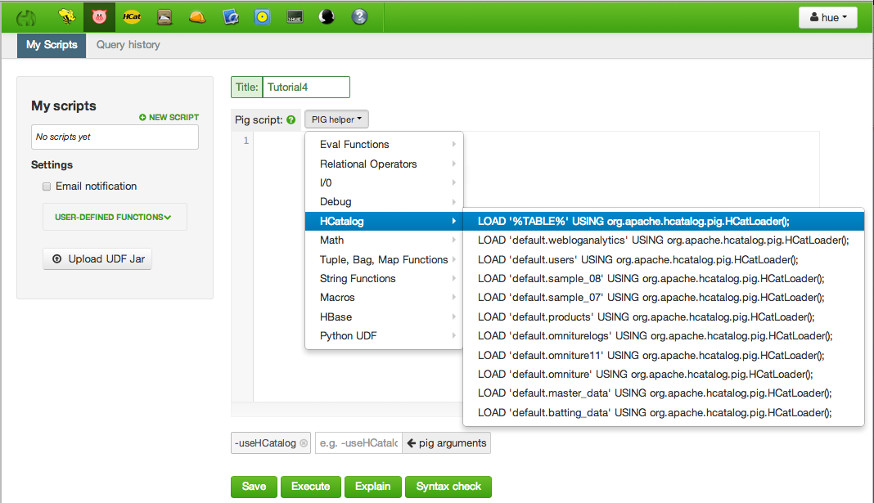 HCat
HUE
hue
My Scripts
Query history
My scripts
NEW SCRIPT
No scripts yet
Settings
Email notification
USER-DEFINED FUNCTIONS
Upload UDF Jar
Title: Tutorial4
Pig script: PIG helper
1
Eval Functions
Relational Operators
I/0
Debug
HCatalog
Math
Tuple, Bag, Map Functions
String Functions
Macros
HBase
Python UDF
LOAD '%TABLE%' USING org.apache.hcatalog.pig.HCatLoader();
LOAD 'default.webloganalytics' USING org.apache.hcatalog.pig.HCatLoader();
LOAD 'default.users' USING org.apache.hcatalog.pig.HCatLoader();
LOAD 'default.sample_08' USING org.apache.hcatalog.pig.HCatLoader();
LOAD 'default.sample_07' USING org.apache.hcatalog.pig.HCatLoader();
LOAD 'default.products' USING org.apache.hcatalog.pig.HCatLoader();
LOAD 'default.omniturelogs' USING org.apache.hcatalog.pig.HCatLoader();
LOAD 'default.omniture11' USING org.apache.hcatalog.pig.HCatLoader();
LOAD 'default.omniture' USING org.apache.hcatalog.pig.HCatLoader();
LOAD 'default.master_data' USING org.apache.hcatalog.pig.HCatLoader();
LOAD 'default.batting_data' USING org.apache.hcatalog.pig.HCatLoader();
-useHCatalog e.g. -useHCatalo pig arguments
Save Execute Explain Syntax check